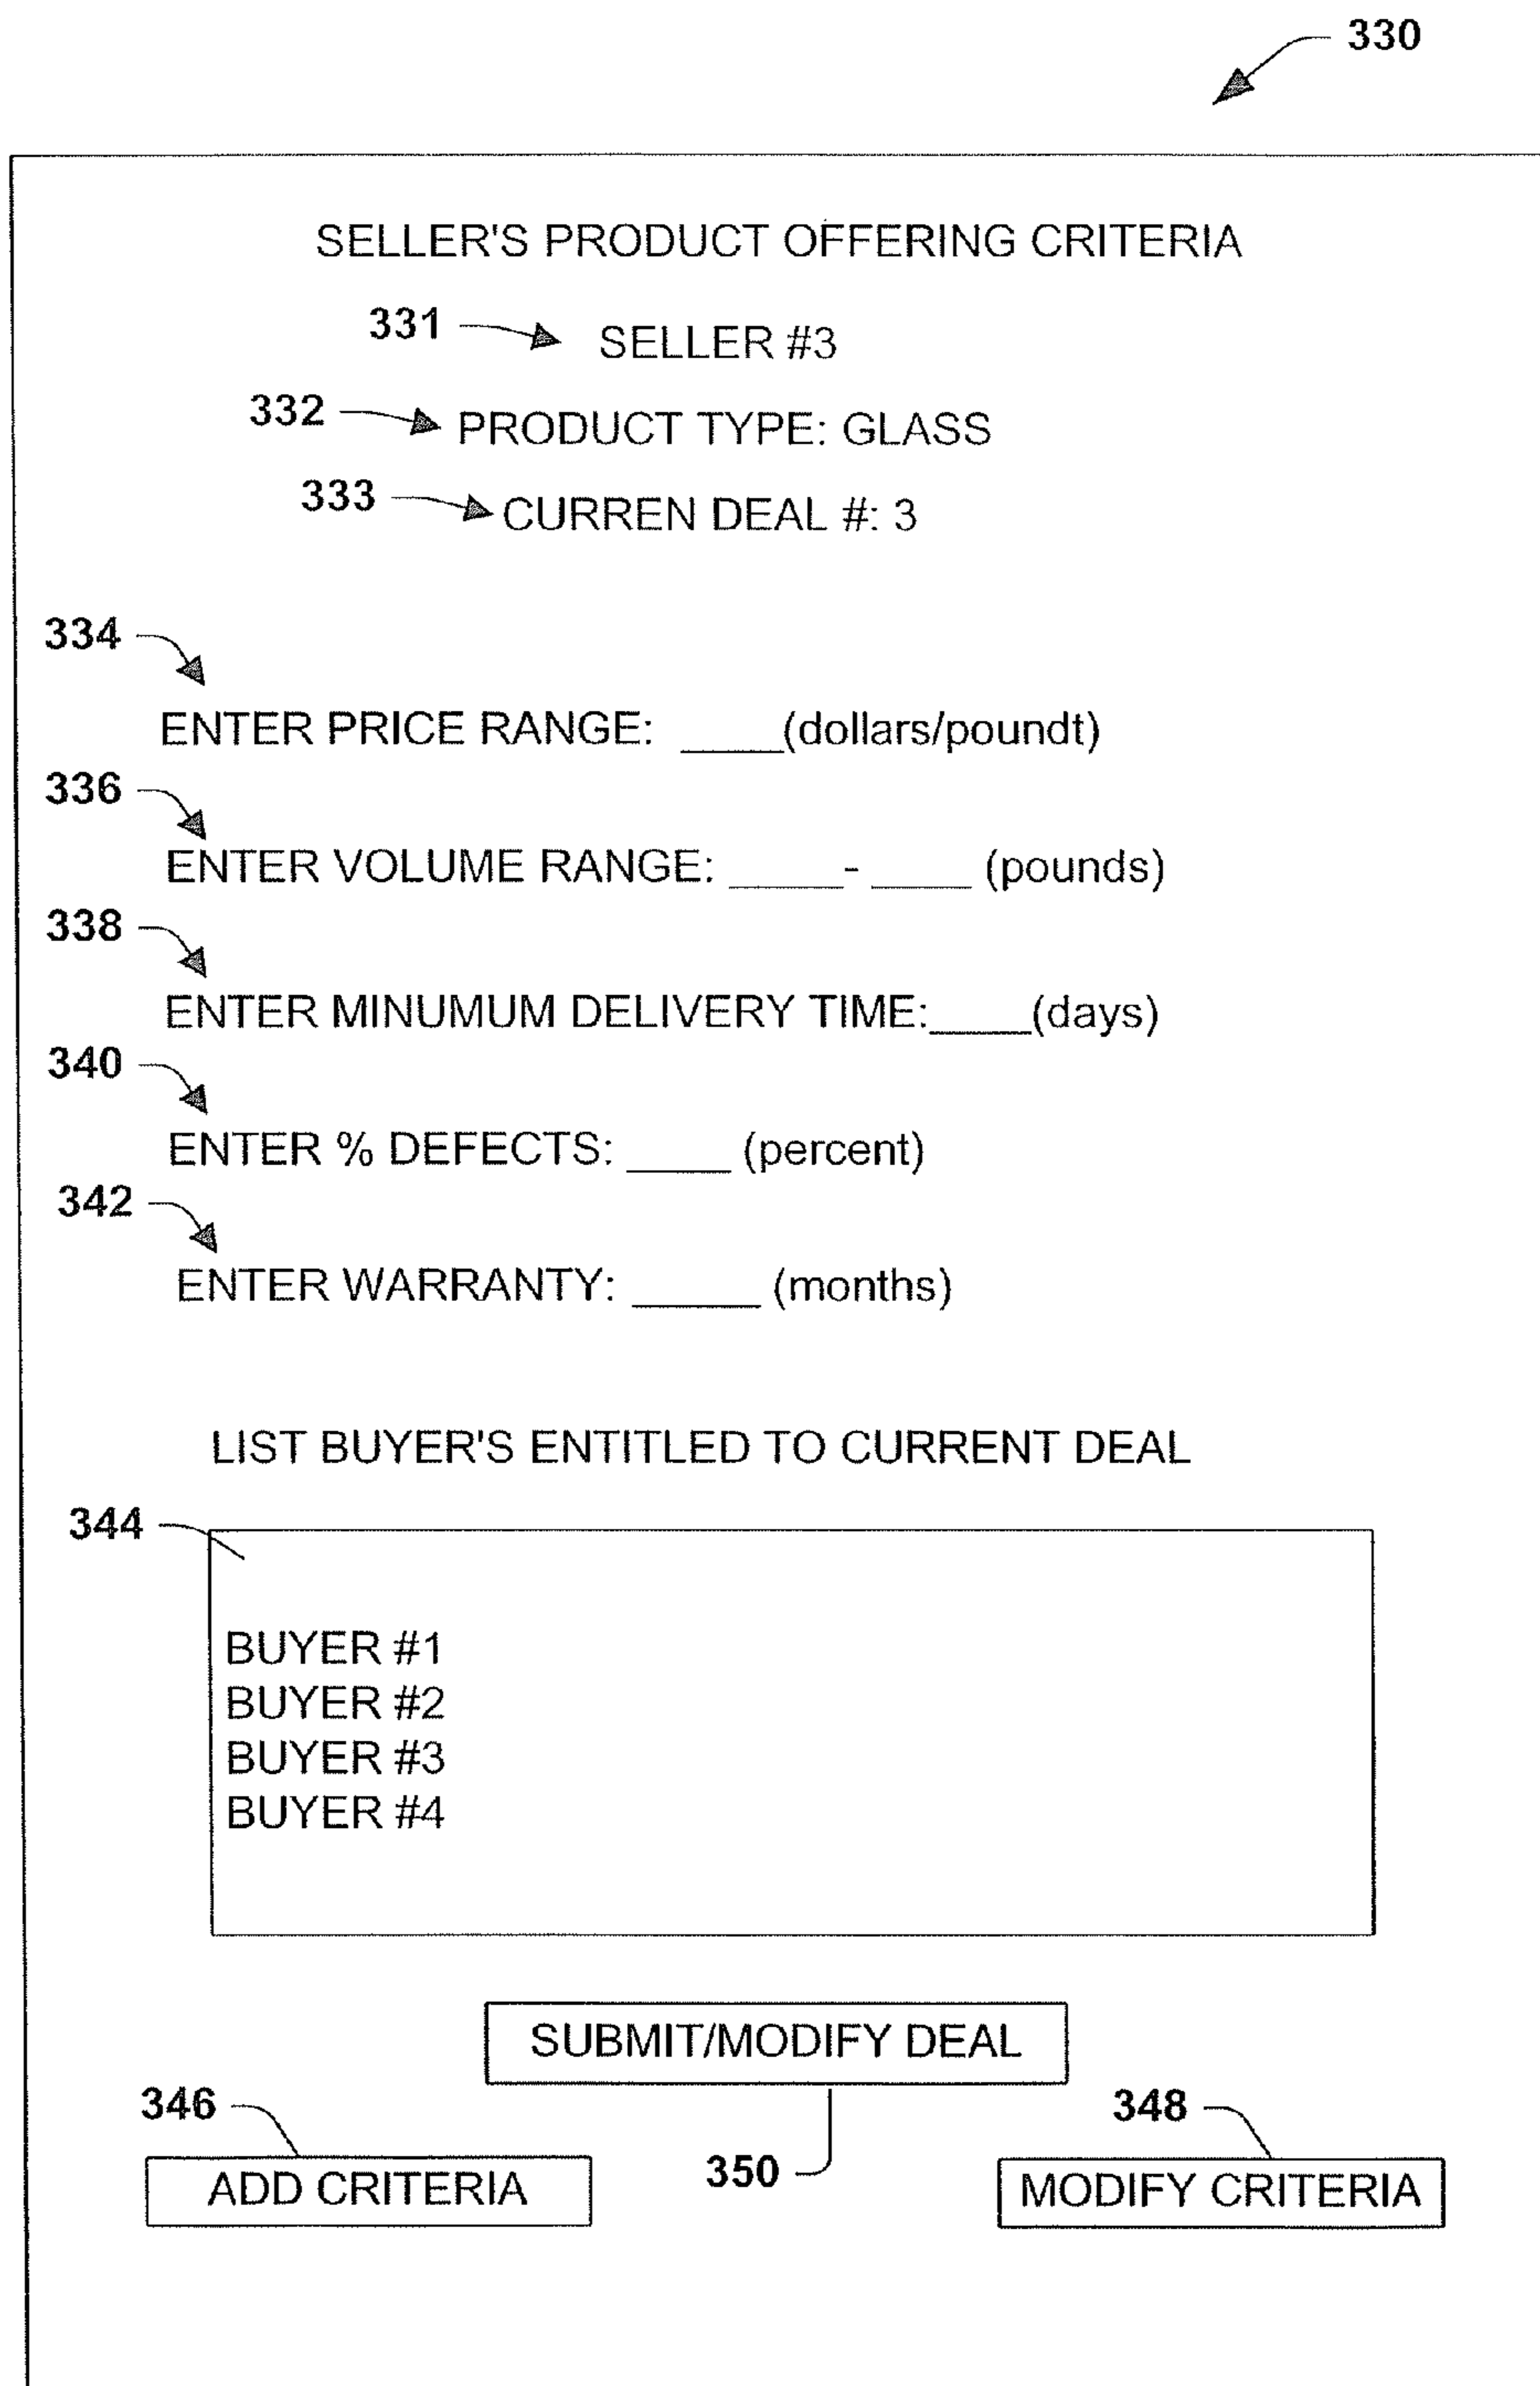 330
SELLER'S PRODUCT OFFERING CRITERIA
331 SELLER #3
332 PRODUCT TYPE: GLASS
333 CURREN DEAL #: 3
334
ENTER PRICE RANGE: ____(dollars/poundt)
336
ENTER VOLUME RANGE: ____- ____ (pounds)
338
ENTER MINUMUM DELIVERY TIME:____(days)
340
ENTER % DEFECTS: ____ (percent)
342
ENTER WARRANTY: _____ (months)
LIST BUYER'S ENTITLED TO CURRENT DEAL
344
BUYER #1
BUYER #2
BUYER #3
BUYER #4
SUBMIT/MODIFY DEAL
346
348
350
ADD CRITERIA
MODIFY CRITERIA